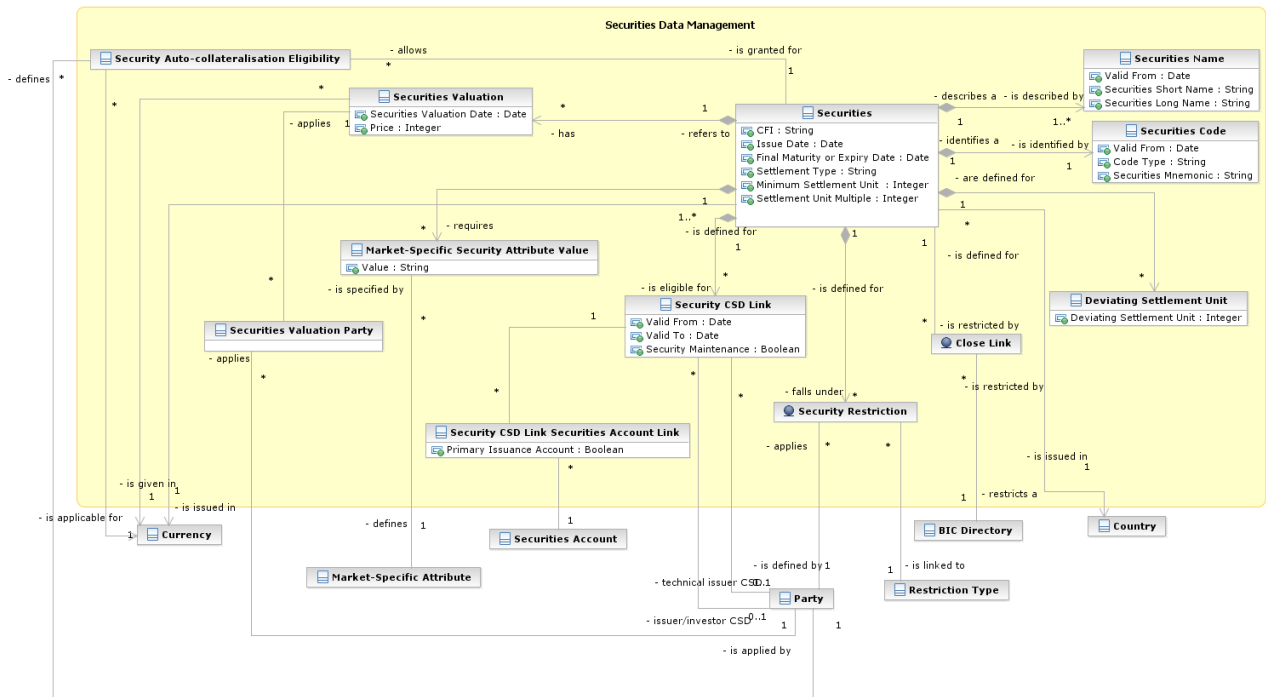 Securities Data Management
Security Auto-collateralisation Eligibility
- allows
- is granted for
*
1
- defines
*
*
*
Securities Valuation
Securities Valuation Date : Date
Price : Integer
- applies
1
*
- has
1
- refers to
Securities
CFI : String
Issue Date : Date
Final Maturity or Expiry Date : Date
Settlement Type : String
Minimum Settlement Unit : Integer
Settlement Unit Multiple : Integer
Securities Name
Valid From : Date
Securities Short Name : String
Securities Long Name : String
- describes a
- is described by
1
1..*
Securities Code
Valid From : Date
Code Type : String
Securities Mnemonic : String
- identifies a
- is identified by
1
1
- are defined for
1
*
1
1..*
- is defined for
1
1
1
*
- requires
- is defined for
Market-Specific Security Attribute Value
Value : String
- is specified by
*
*
*
- is eligible for
- is defined for
*
Security CSD Link
Valid From : Date
Valid To : Date
Security Maintenance : Boolean
1
Deviating Settlement Unit
Deviating Settlement Unit : Integer
*
- is restricted by
Close Link
Securities Valuation Party
- applies
*
*
*
*
*
- is restricted by
- falls under
*
Security Restriction
- applies
*
*
Security CSD Link Securities Account Link
Primary Issuance Account : Boolean
*
- is issued in
1
- is given in
1
1
- is issued in
- is applicable for
1
Currency
- defines
1
1
Securities Account
1
- restricts a
BIC Directory
Country
Market-Specific Attribute
- is defined by
1
1
- is linked to
- technical issuer CSD
0..1
Party
Restriction Type
- issuer/investor CSD
0..1
1
1
- is applied by